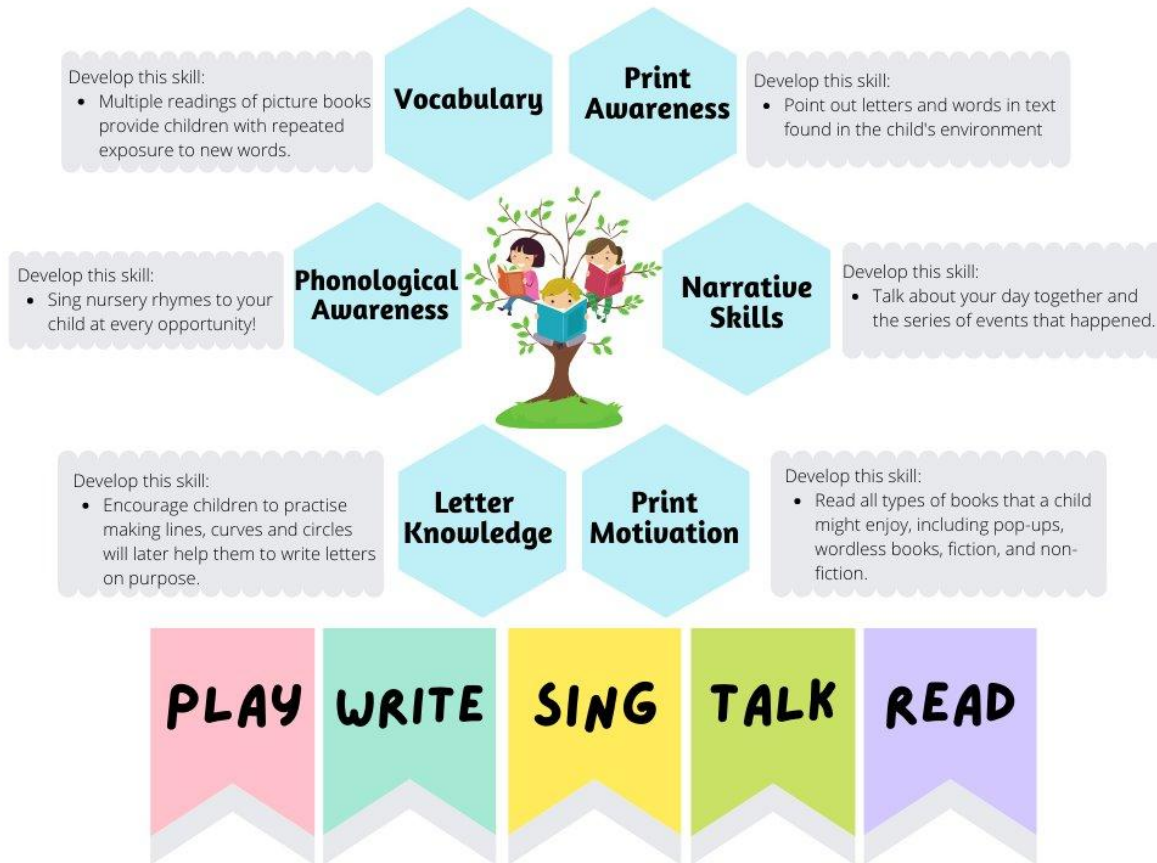 Vocabulary
Develop this skill:
• Multiple readings of picture books
provide children with repeated
exposure to new words.
Print
Awareness
Develop this skill:
• Point out letters and words in text
found in the child's environment
Phonological
Awareness
Develop this skill:
• Sing nursery rhymes to your
child at every opportunity!
Narrative
Skills
Develop this skill:
• Talk about your day together and
the series of events that happened.
Letter
Knowledge
Develop this skill:
• Encourage children to practise
making lines, curves and circles
will later help them to write letters
on purpose.
Print
Motivation
Develop this skill:
• Read all types of books that a child
might enjoy, including pop-ups,
wordless books, fiction, and non-
fiction.
PLAY
WRITE
SING
TALK
READ